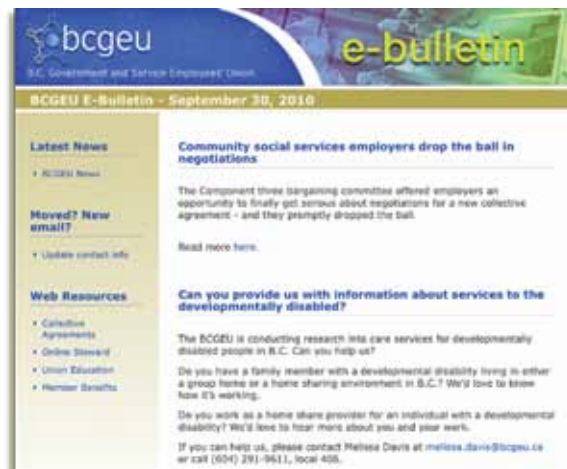 bcgeu
e-bulletin
B.C. Government and Service Employees' Union
BCGEU E-Bulletin - September 30, 2010
Latest News
BCGEU News
Moved? New
email?
Update contact info
Web Resources
Collective
Agreements
Online Steward
Union Education
Member Benefits
Community social services employers drop the ball in
negotiations
The Component three bargaining committee offered employers an
opportunity to finally get serious about negotiations for a new collective
agreement - and they promptly dropped the ball.
Read more here.
Can you provide us with information about services to the
developmentally disabled?
The BCGEU is conducting research into care services for developmentally
disabled people in B.C. Can you help us?
Do you have a family member with a developmental disability living in either
a group home or a home sharing environment in B.C.? We'd love to know
how it's working.
Do you work as a home share provider for an individual with a developmental
disability? We'd love to hear more about you and your work.
If you can help us, please contact Melissa Davis at melissa.davis@bcgeu.ca
or call (604) 291-9611, local 406.